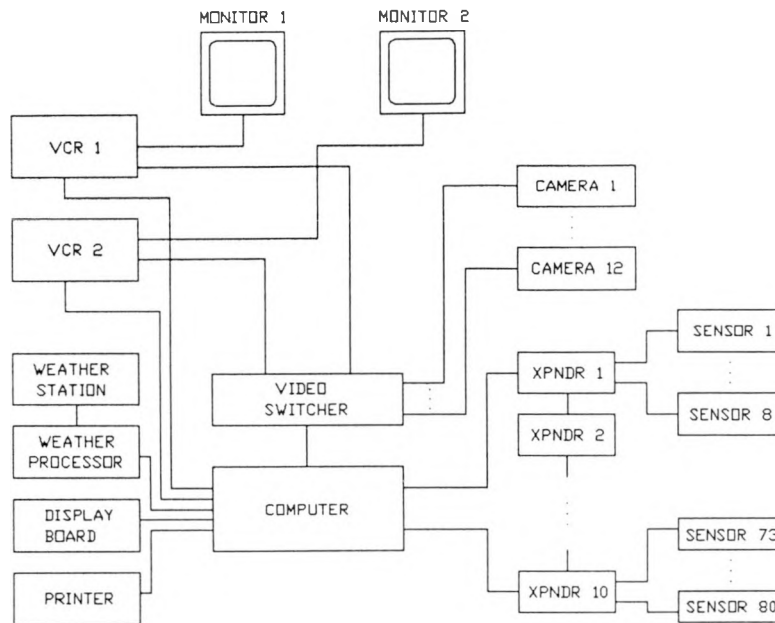 MONITOR 1
MONITOR 2
VCR 1
VCR 2
CAMERA 1
CAMERA 12
WEATHER
STATION
WEATHER
PROCESSOR
DISPLAY
BOARD
PRINTER
VIDEO
SWITCHER
COMPUTER
XPNDR 1
XPNDR 2
XPNDR 10
SENSOR 1
SENSOR 8
SENSOR 73
SENSOR 80